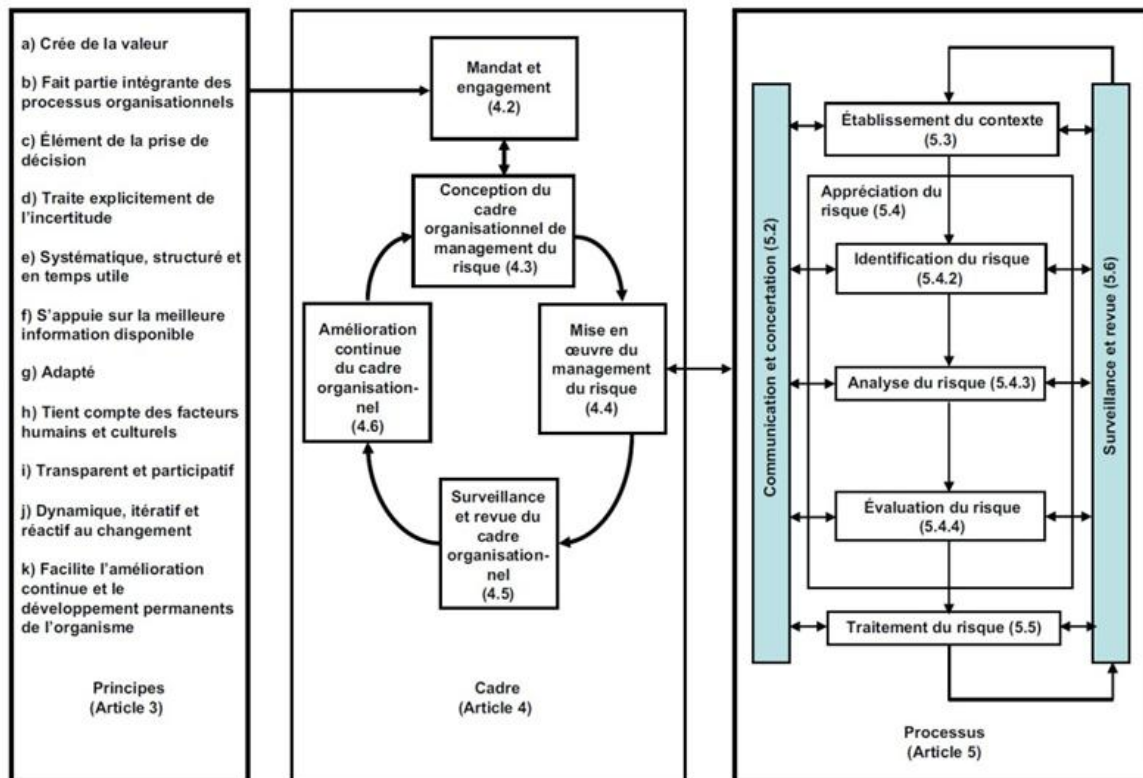 a) Crée de la valeur
b) Fait partie intégrante des
processus organisationnels
c) Élément de la prise de
décision
d) Traite explicitement de
l'incertitude
e) Systématique, structuré et
en temps utile
f) S'appuie sur la meilleure
information disponible
g) Adapté
h) Tient compte des facteurs
humains et culturels
i) Transparent et participatif
j) Dynamique, itératif et
réactif au changement
k) Facilite l'amélioration
continue et le
développement permanents
de l'organisme
Principes
(Article 3)
Mandat et
engagement
(4.2)
Conception du
cadre
organisationnel de
management du
risque (4.3)
Mise en
œuvre du
management
du risque
(4.4)
Surveillance
et revue du
cadre
organisation-
nel
(4.5)
Amélioration
continue
du cadre
organisation-
nel
(4.6)
Cadre
(Article 4)
Communication et concertation (5.2)
Établissement du contexte
(5.3)
Appréciation du
risque (5.4)
Identification du risque
(5.4.2)
Analyse du risque (5.4.3)
Évaluation du risque
(5.4.4)
Traitement du risque (5.5)
Surveillance et revue (5.6)
Processus
(Article 5)